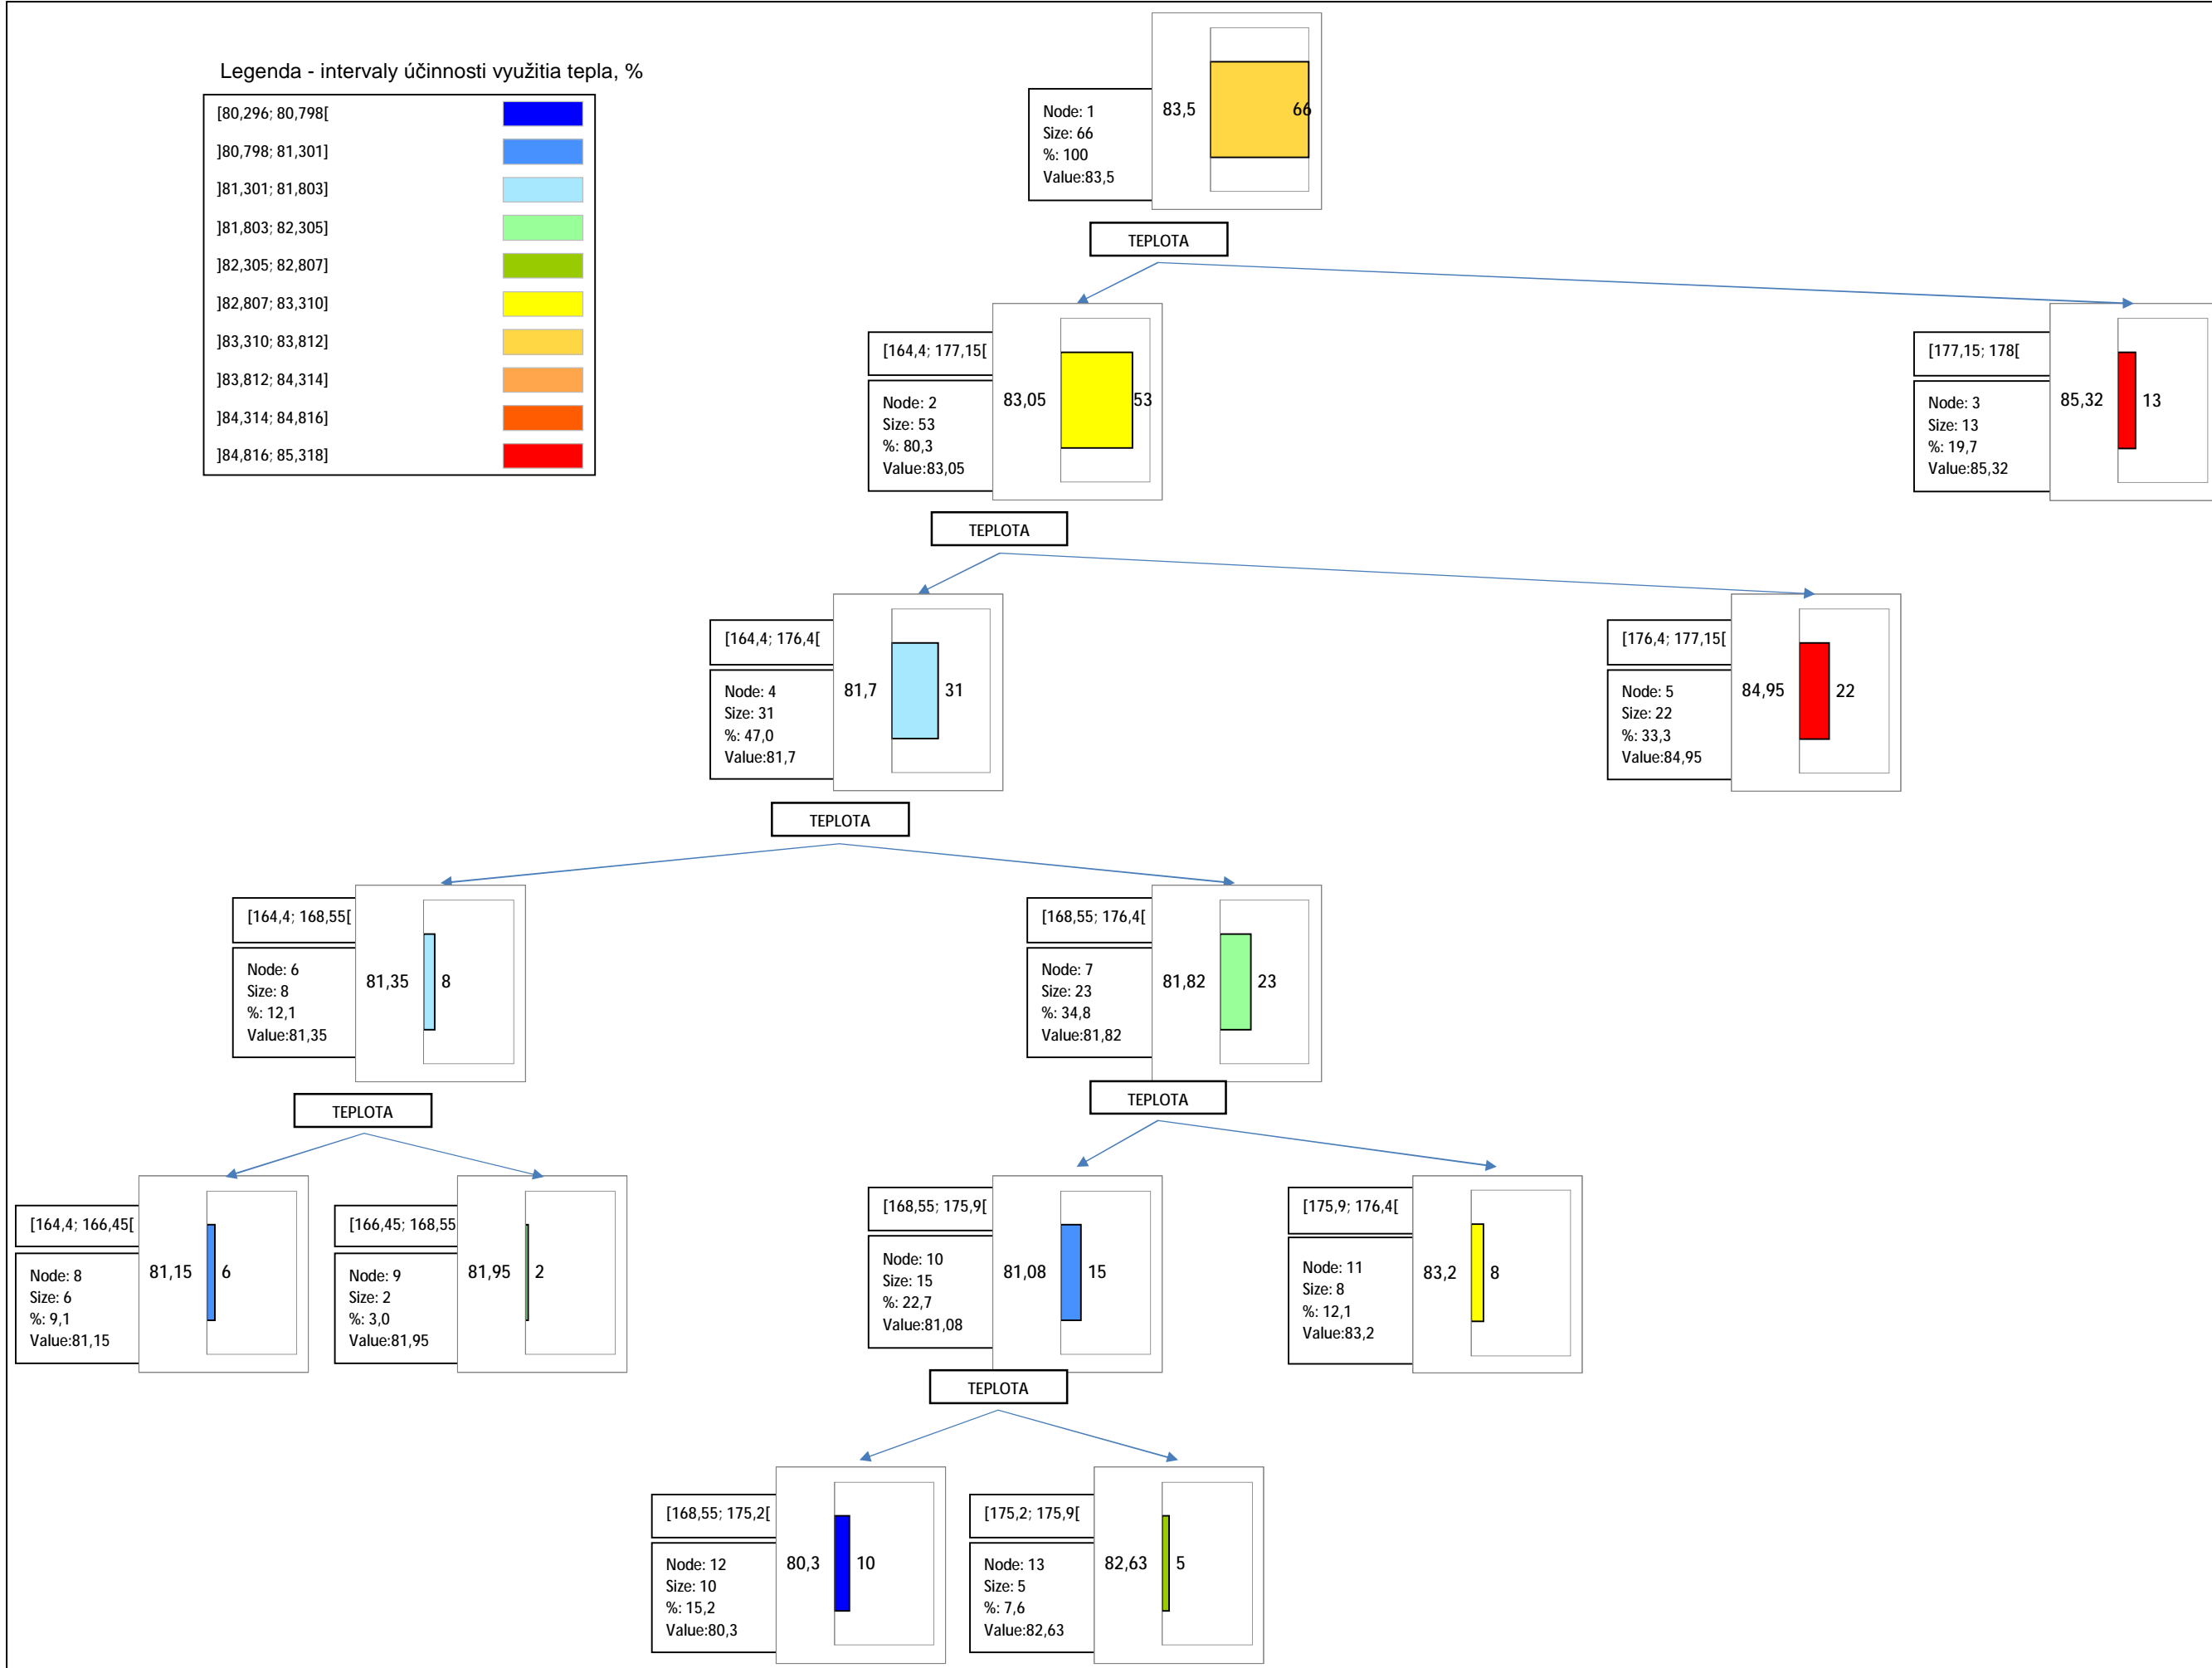 Legenda - intervaly účinnosti využitia tepla, %
[80,296; 80,798[
]80,798; 81,301]
]81,301; 81,803]
]81,803; 82,305]
]82,305; 82,807]
]82,807; 83,310]
]83,310; 83,812]
]83,812; 84,314]
]84,314; 84,816]
]84,816; 85,318]
Node: 1
Size: 66
%: 100
Value:83,5
83,5
66
TEPLOTA
[164,4; 177,15[
Node: 2
Size: 53
%: 80,3
Value:83,05
83,05
53
[177,15; 178[
Node: 3
Size: 13
%: 19,7
Value:85,32
85,32
13
TEPLOTA
[164,4; 176,4[
Node: 4
Size: 31
%: 47,0
Value:81,7
81,7
31
[176,4; 177,15[
Node: 5
Size: 22
%: 33,3
Value:84,95
84,95
22
TEPLOTA
[164,4; 168,55[
Node: 6
Size: 8
%: 12,1
Value:81,35
81,35
8
[168,55; 176,4[
Node: 7
Size: 23
%: 34,8
Value:81,82
81,82
23
TEPLOTA
TEPLOTA
[164,4; 166,45[
Node: 8
Size: 6
%: 9,1
Value:81,15
81,15
6
[166,45; 168,55
Node: 9
Size: 2
%: 3,0
Value:81,95
81,95
2
[168,55; 175,9[
Node: 10
Size: 15
%: 22,7
Value:81,08
81,08
15
[175,9; 176,4[
Node: 11
Size: 8
%: 12,1
Value:83,2
83,2
8
TEPLOTA
[168,55; 175,2[
Node: 12
Size: 10
%: 15,2
Value:80,3
80,3
10
[175,2; 175,9[
Node: 13
Size: 5
%: 7,6
Value:82,63
82,63
5